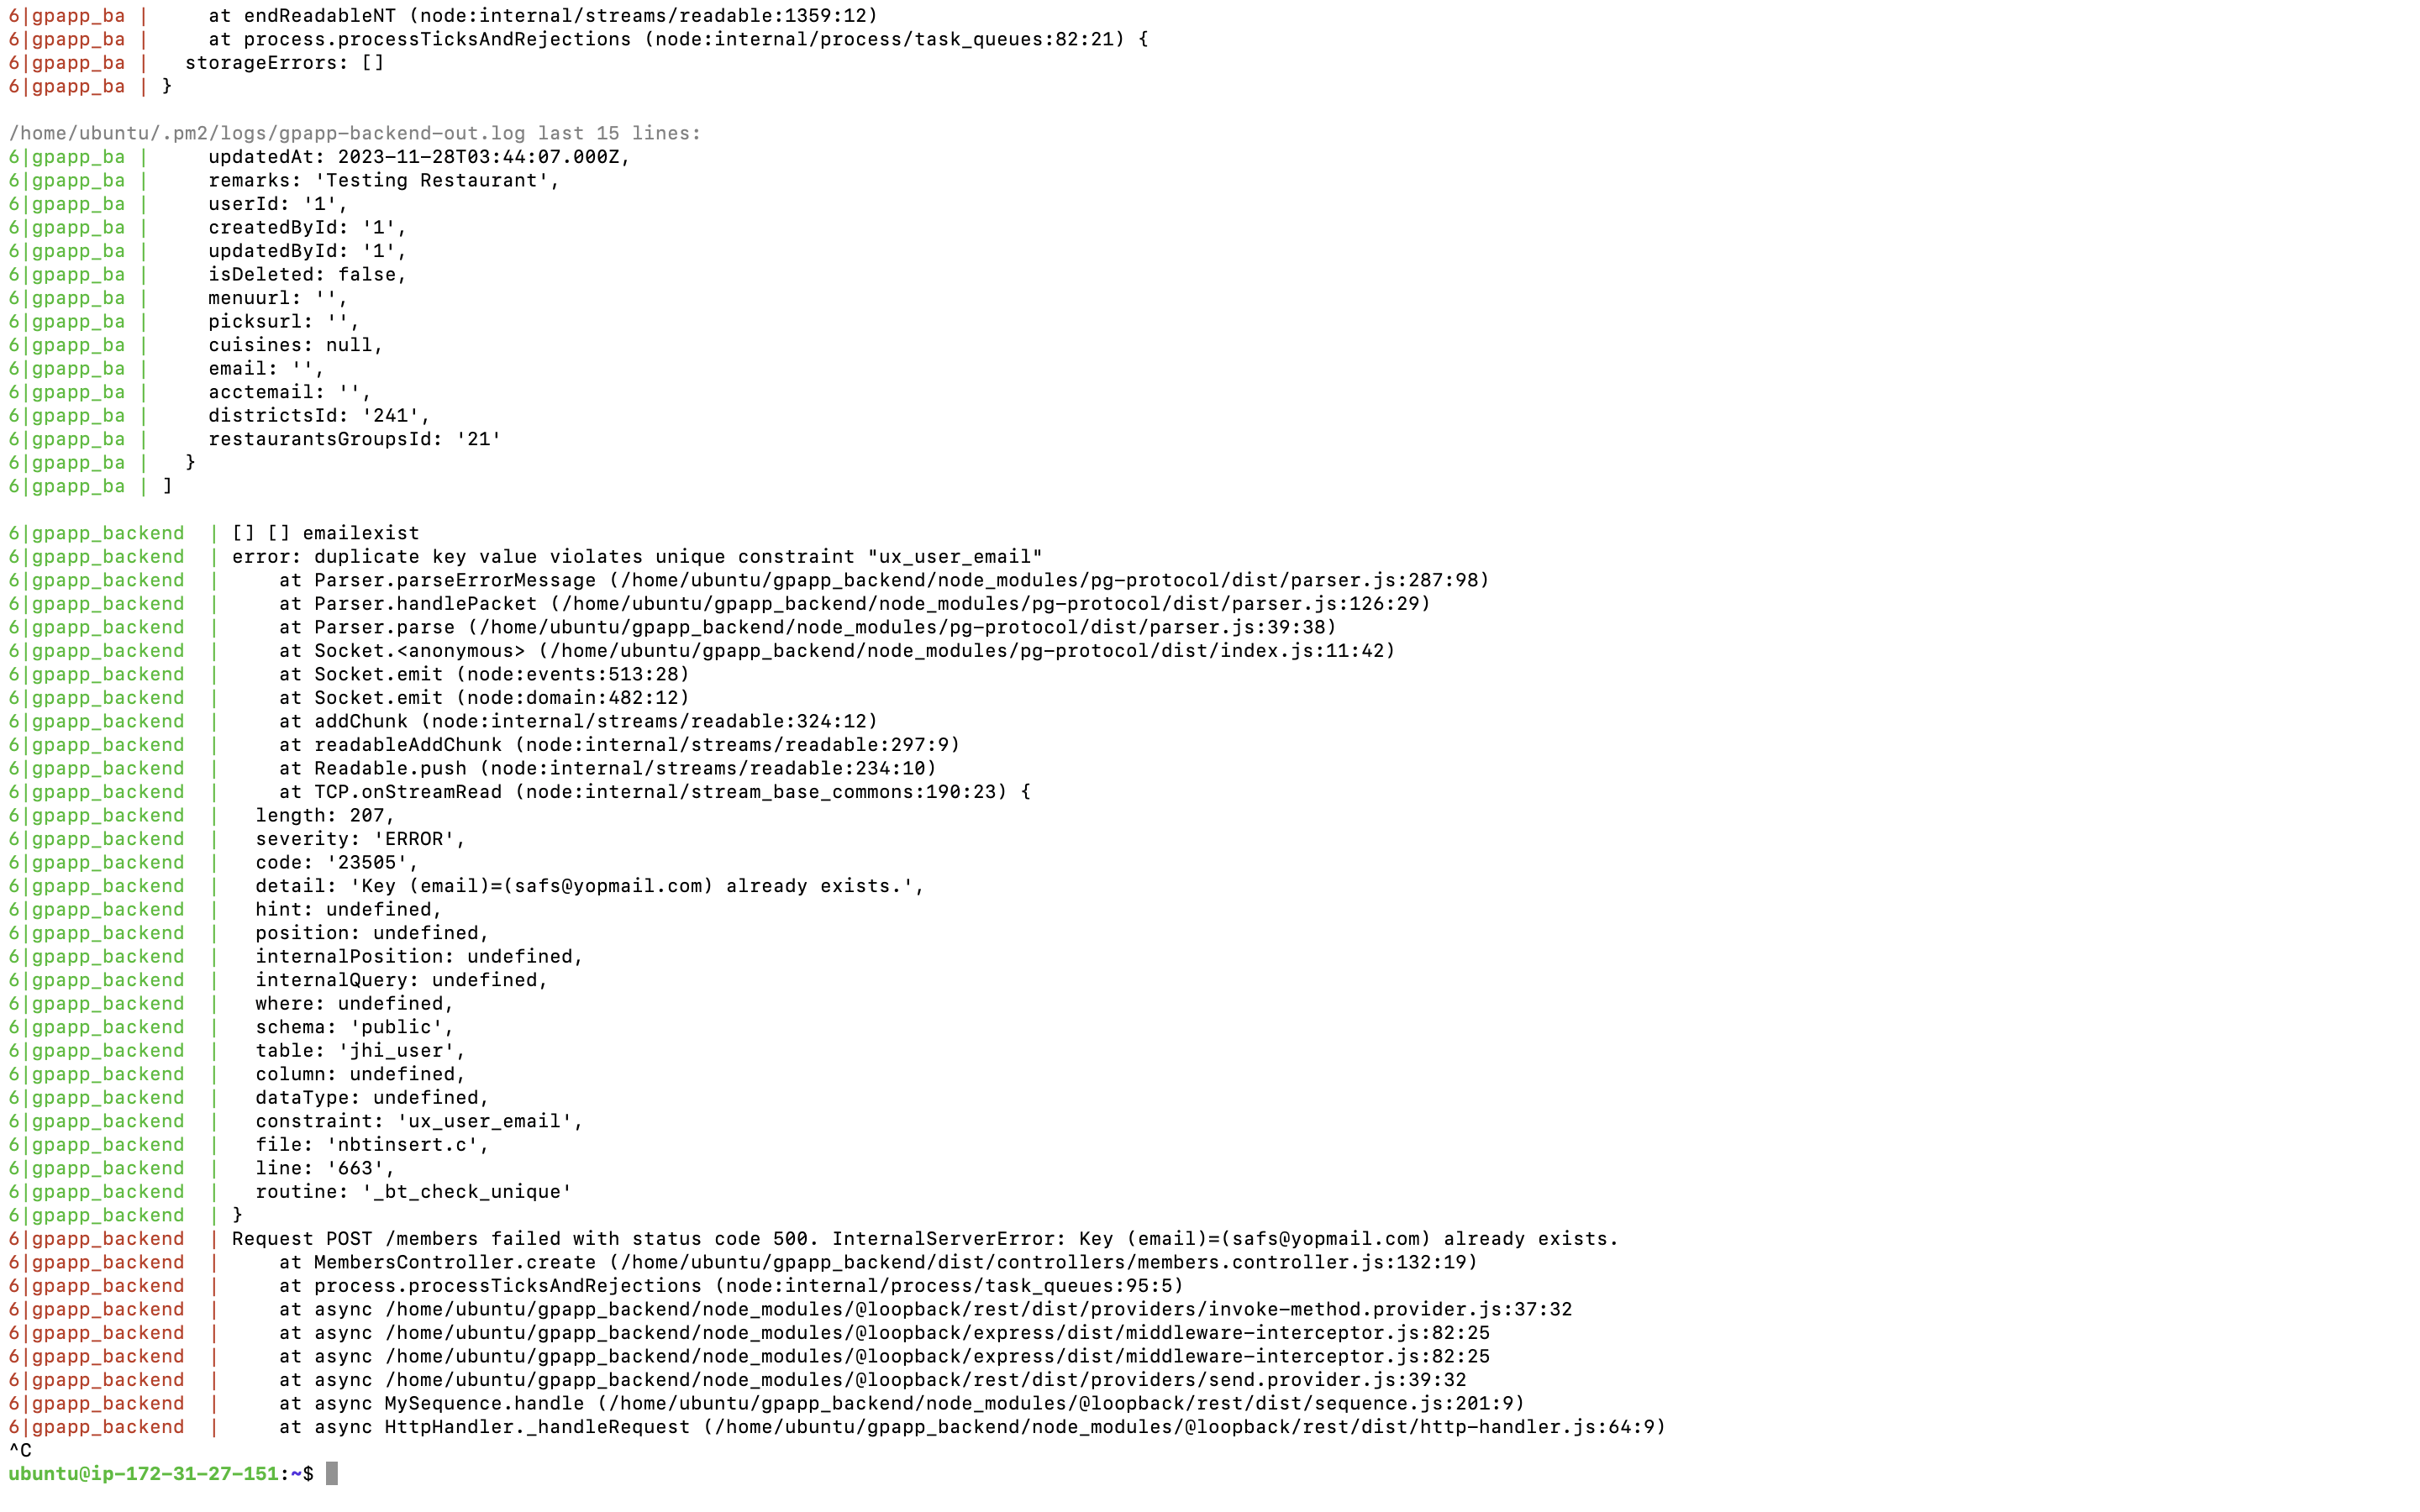 6|gpapp_ba |     at endReadableNT (node:internal/streams/readable:1359:12)
6|gpapp_ba |     at process.processTicksAndRejections (node:internal/process/task_queues:82:21) {
6|gpapp_ba |   storageErrors: []
6|gpapp_ba | }

/home/ubuntu/.pm2/logs/gpapp-backend-out.log last 15 lines:
6|gpapp_ba |     updatedAt: 2023-11-28T03:44:07.000Z,
6|gpapp_ba |     remarks: 'Testing Restaurant',
6|gpapp_ba |     userId: '1',
6|gpapp_ba |     createdById: '1',
6|gpapp_ba |     updatedById: '1',
6|gpapp_ba |     isDeleted: false,
6|gpapp_ba |     menuurl: '',
6|gpapp_ba |     picksurl: '',
6|gpapp_ba |     cuisines: null,
6|gpapp_ba |     email: '',
6|gpapp_ba |     acctemail: '',
6|gpapp_ba |     districtsId: '241',
6|gpapp_ba |     restaurantsGroupsId: '21'
6|gpapp_ba |   }
6|gpapp_ba | ]

6|gpapp_backend  | [] [] emailexist
6|gpapp_backend  | error: duplicate key value violates unique constraint "ux_user_email"
6|gpapp_backend  |     at Parser.parseErrorMessage (/home/ubuntu/gpapp_backend/node_modules/pg-protocol/dist/parser.js:287:98)
6|gpapp_backend  |     at Parser.handlePacket (/home/ubuntu/gpapp_backend/node_modules/pg-protocol/dist/parser.js:126:29)
6|gpapp_backend  |     at Parser.parse (/home/ubuntu/gpapp_backend/node_modules/pg-protocol/dist/parser.js:39:38)
6|gpapp_backend  |     at Socket.<anonymous> (/home/ubuntu/gpapp_backend/node_modules/pg-protocol/dist/index.js:11:42)
6|gpapp_backend  |     at Socket.emit (node:events:513:28)
6|gpapp_backend  |     at Socket.emit (node:domain:482:12)
6|gpapp_backend  |     at addChunk (node:internal/streams/readable:324:12)
6|gpapp_backend  |     at readableAddChunk (node:internal/streams/readable:297:9)
6|gpapp_backend  |     at Readable.push (node:internal/streams/readable:234:10)
6|gpapp_backend  |     at TCP.onStreamRead (node:internal/stream_base_commons:190:23) {
6|gpapp_backend  |   length: 207,
6|gpapp_backend  |   severity: 'ERROR',
6|gpapp_backend  |   code: '23505',
6|gpapp_backend  |   detail: 'Key (email)=(safs@yopmail.com) already exists.',
6|gpapp_backend  |   hint: undefined,
6|gpapp_backend  |   position: undefined,
6|gpapp_backend  |   internalPosition: undefined,
6|gpapp_backend  |   internalQuery: undefined,
6|gpapp_backend  |   where: undefined,
6|gpapp_backend  |   schema: 'public',
6|gpapp_backend  |   table: 'jhi_user',
6|gpapp_backend  |   column: undefined,
6|gpapp_backend  |   dataType: undefined,
6|gpapp_backend  |   constraint: 'ux_user_email',
6|gpapp_backend  |   file: 'nbtinsert.c',
6|gpapp_backend  |   line: '663',
6|gpapp_backend  |   routine: '_bt_check_unique'
6|gpapp_backend  | }
6|gpapp_backend  | Request POST /members failed with status code 500. InternalServerError: Key (email)=(safs@yopmail.com) already exists.
6|gpapp_backend  |     at MembersController.create (/home/ubuntu/gpapp_backend/dist/controllers/members.controller.js:132:19)
6|gpapp_backend  |     at process.processTicksAndRejections (node:internal/process/task_queues:95:5)
6|gpapp_backend  |     at async /home/ubuntu/gpapp_backend/node_modules/@loopback/rest/dist/providers/invoke-method.provider.js:37:32
6|gpapp_backend  |     at async /home/ubuntu/gpapp_backend/node_modules/@loopback/express/dist/middleware-interceptor.js:82:25
6|gpapp_backend  |     at async /home/ubuntu/gpapp_backend/node_modules/@loopback/express/dist/middleware-interceptor.js:82:25
6|gpapp_backend  |     at async /home/ubuntu/gpapp_backend/node_modules/@loopback/rest/dist/providers/send.provider.js:39:32
6|gpapp_backend  |     at async MySequence.handle (/home/ubuntu/gpapp_backend/node_modules/@loopback/rest/dist/sequence.js:201:9)
6|gpapp_backend  |     at async HttpHandler._handleRequest (/home/ubuntu/gpapp_backend/node_modules/@loopback/rest/dist/http-handler.js:64:9)
^C
ubuntu@ip-172-31-27-151:~$